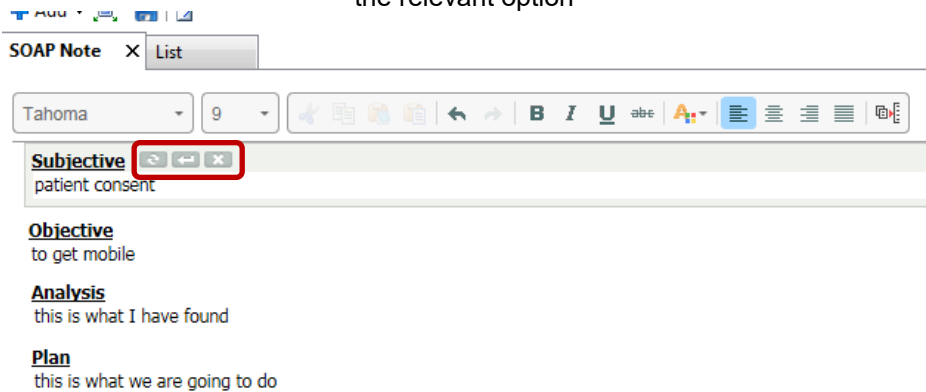 the relevant option
Add
SOAP Note X List
Tahoma 9 B I U abc A
Subjective
patient consent
Objective
to get mobile
Analysis
this is what I have found
Plan
this is what we are going to do